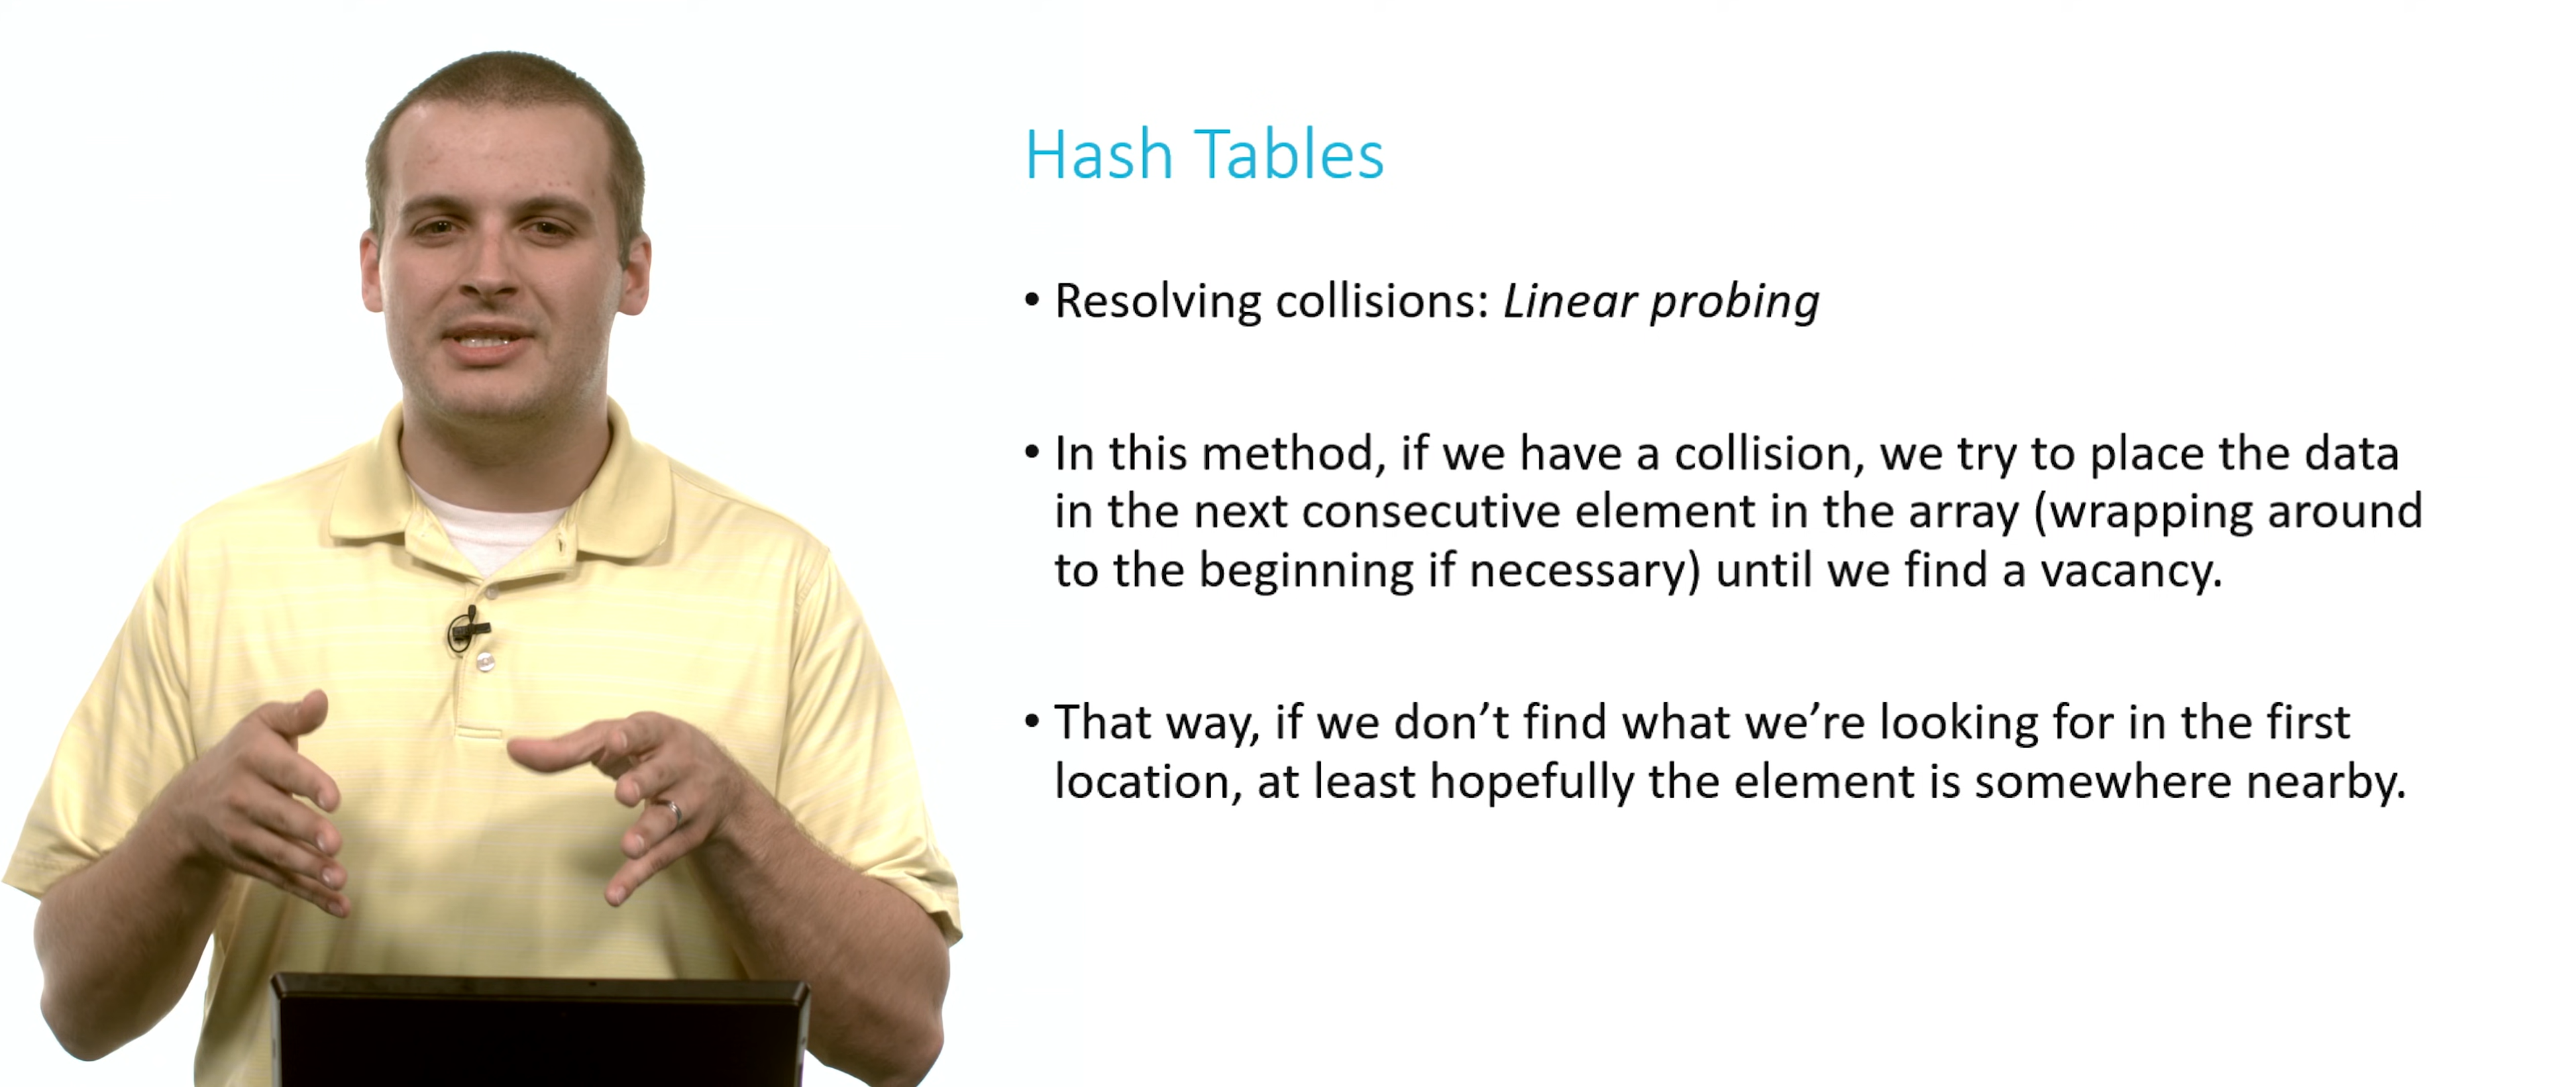 Hash Tables
• Resolving collisions: Linear probing
• In this method, if we have a collision, we try to place the data
in the next consecutive element in the array (wrapping around
to the beginning if necessary) until we find a vacancy.
• That way, if we don’t find what we’re looking for in the first
location, at least hopefully the element is somewhere nearby.